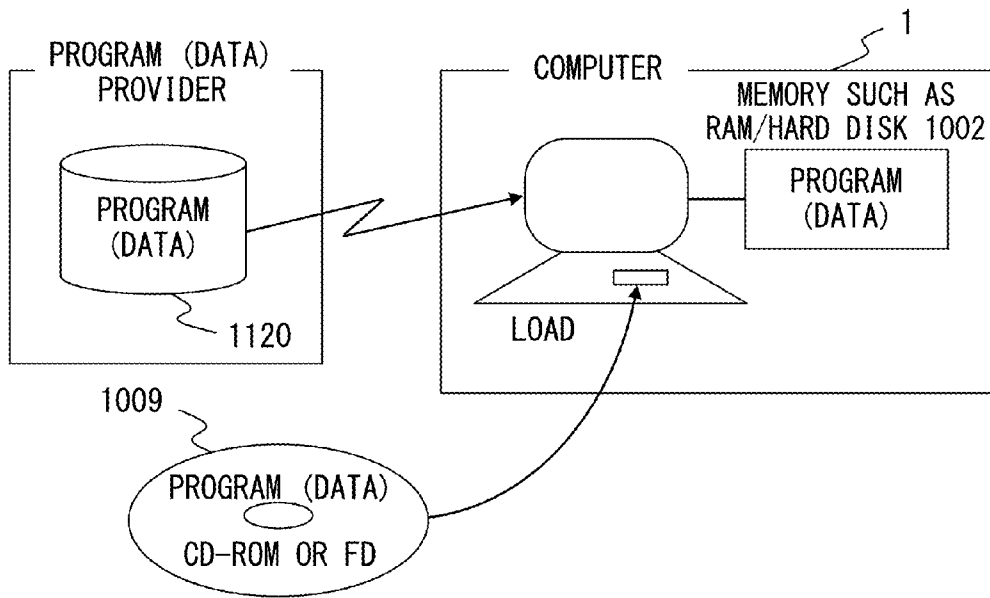 PROGRAM (DATA)
PROVIDER
PROGRAM
(DATA)
1120
1
COMPUTER
MEMORY SUCH AS
RAM/HARD DISK 1002
PROGRAM
(DATA)
LOAD
1009
PROGRAM (DATA)
CD-ROM OR FD